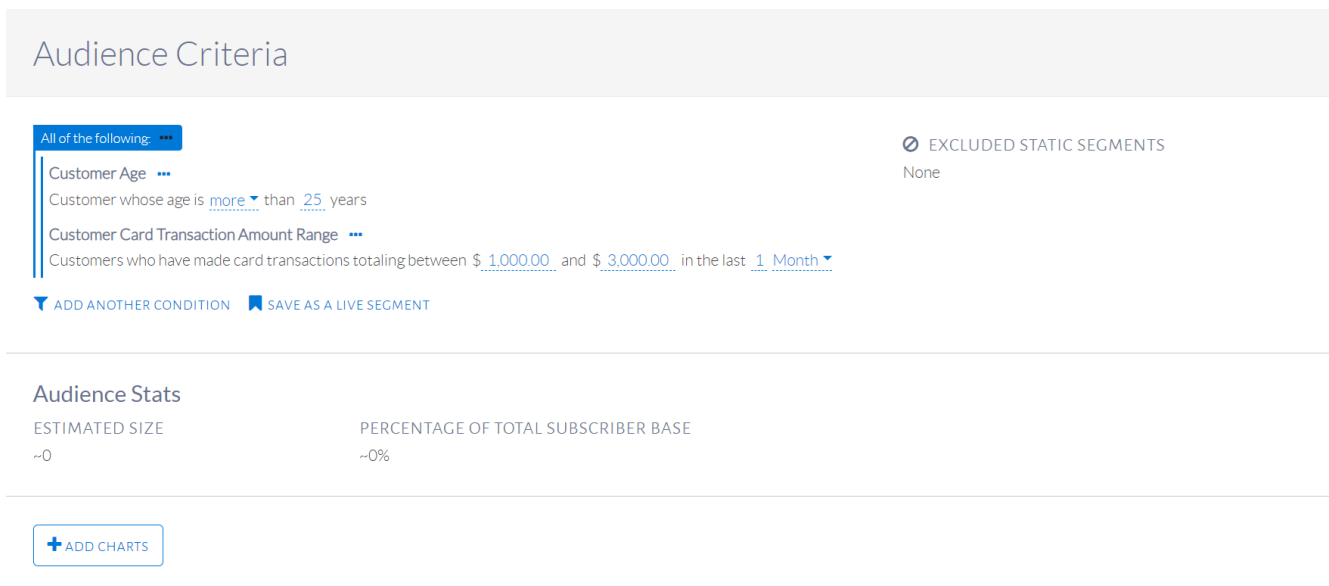 Audience Criteria
All of the following: •••
EXCLUDED STATIC SEGMENTS
None
Customer Age •••
Customer whose age is more than 25 years
Customer Card Transaction Amount Range •••
Customers who have made card transactions totaling between $ 1,000.00 and $ 3,000.00 in the last 1 Month
ADD ANOTHER CONDITION SAVE AS A LIVE SEGMENT
Audience Stats
ESTIMATED SIZE PERCENTAGE OF TOTAL SUBSCRIBER BASE
~0 ~0%
ADD CHARTS